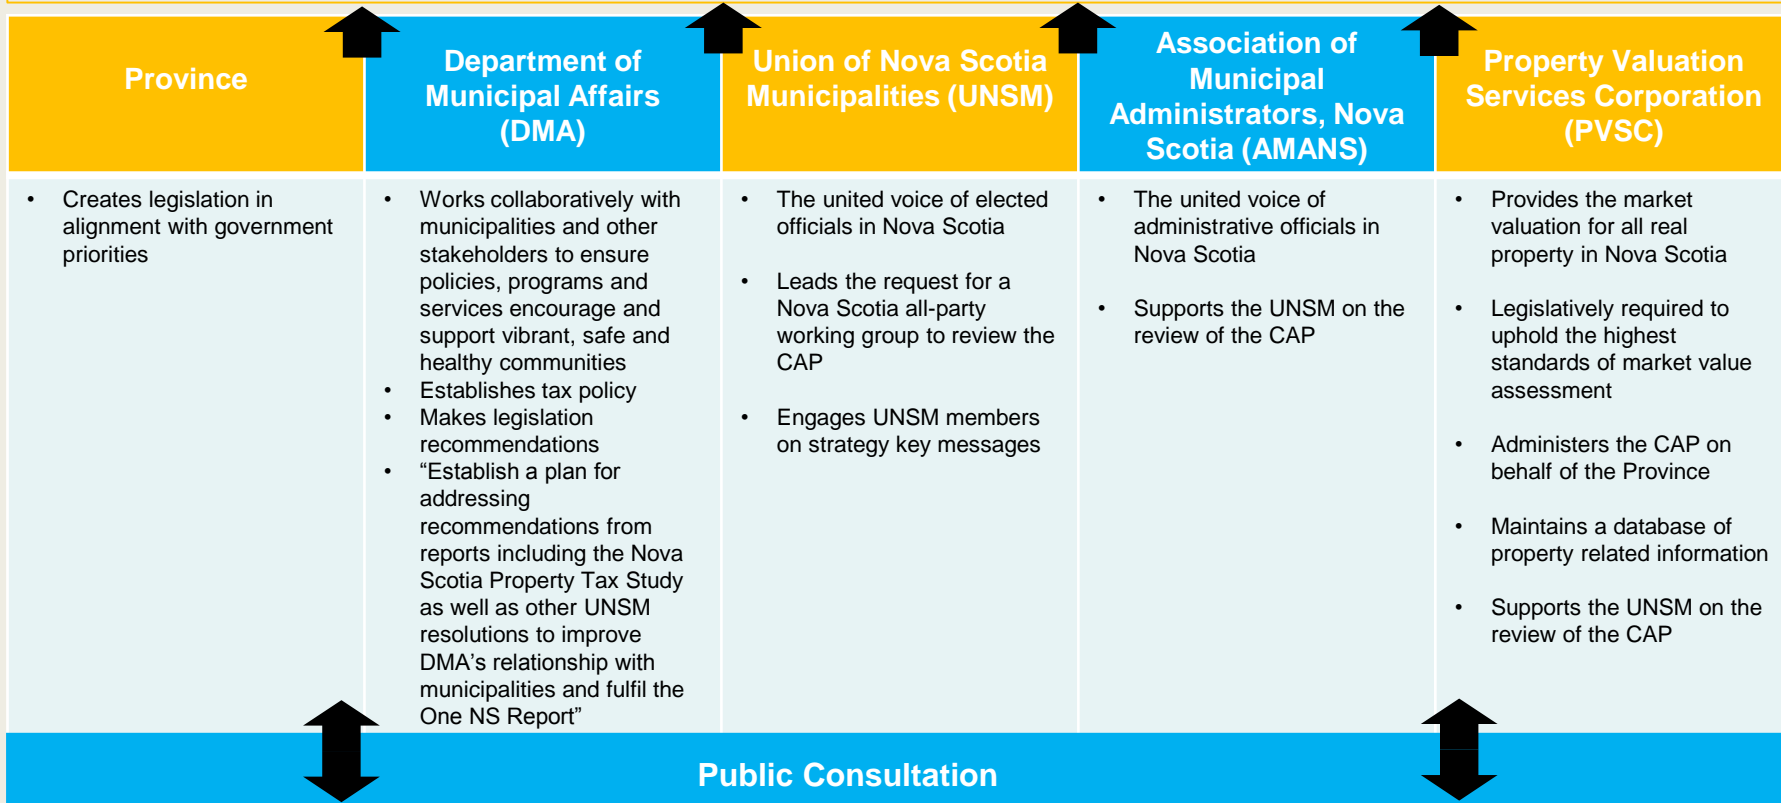 Province
Department of
Municipal Affairs
(DMA)
Union of Nova Scotia
Municipalities (UNSM)
Association of
Municipal
Administrators, Nova
Scotia (AMANS)
Property Valuation
Services Corporation
(PVSC)
• Creates legislation in
alignment with government
priorities
• Works collaboratively with
municipalities and other
stakeholders to ensure
policies, programs and
services encourage and
support vibrant, safe and
healthy communities
• Establishes tax policy
• Makes legislation
recommendations
• “Establish a plan for
addressing
recommendations from
reports including the Nova
Scotia Property Tax Study
as well as other UNSM
resolutions to improve
DMA’s relationship with
municipalities and fulfil the
One NS Report”
• The united voice of elected
officials in Nova Scotia
• Leads the request for a
Nova Scotia all-party
working group to review the
CAP
• Engages UNSM members
on strategy key messages
• The united voice of
administrative officials in
Nova Scotia
• Supports the UNSM on the
review of the CAP
• Provides the market
valuation for all real
property in Nova Scotia
• Legislatively required to
uphold the highest
standards of market value
assessment
• Administers the CAP on
behalf of the Province
• Maintains a database of
property related information
• Supports the UNSM on the
review of the CAP
Public Consultation